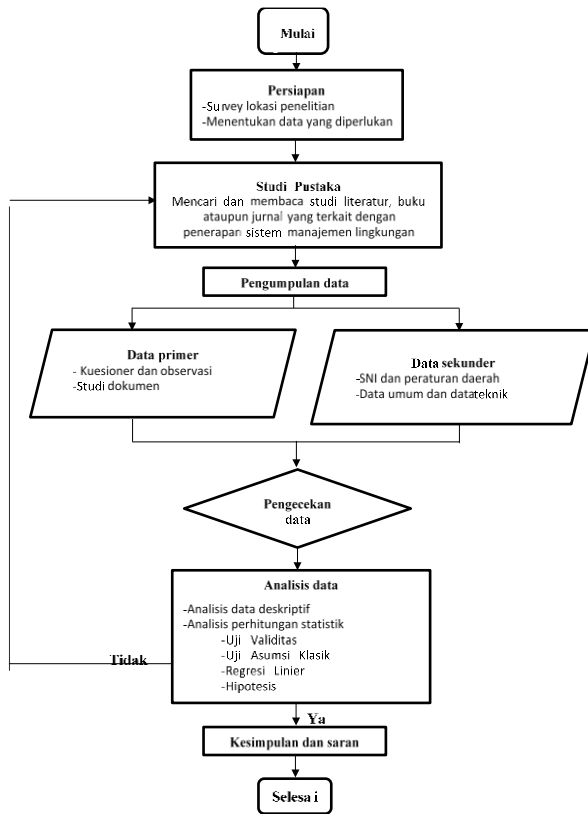 Mulai
Persiapan
-Survey lokasi penelitian
-Menentukan data yang diperlukan
Studi Pustaka
Mencari dan membaca studi literatur, buku
ataupun jurnal yang terkait dengan
penerapan sistem manajemen lingkungan
Pengumpulan data
Data primer
- Kuesioner dan observasi
-Studi dokumen
Data sekunder
-SNI dan peraturan daerah
-Data umum dan datateknik
Pengecekan
data
Analisis data
-Analisis data deskriptif
-Analisis perhitungan statistik
-Uji Validitas
-Uji Asumsi Klasik
-Regresi Linier
-Hipotesis
Tidak
Ya
Kesimpulan dan saran
Selesai